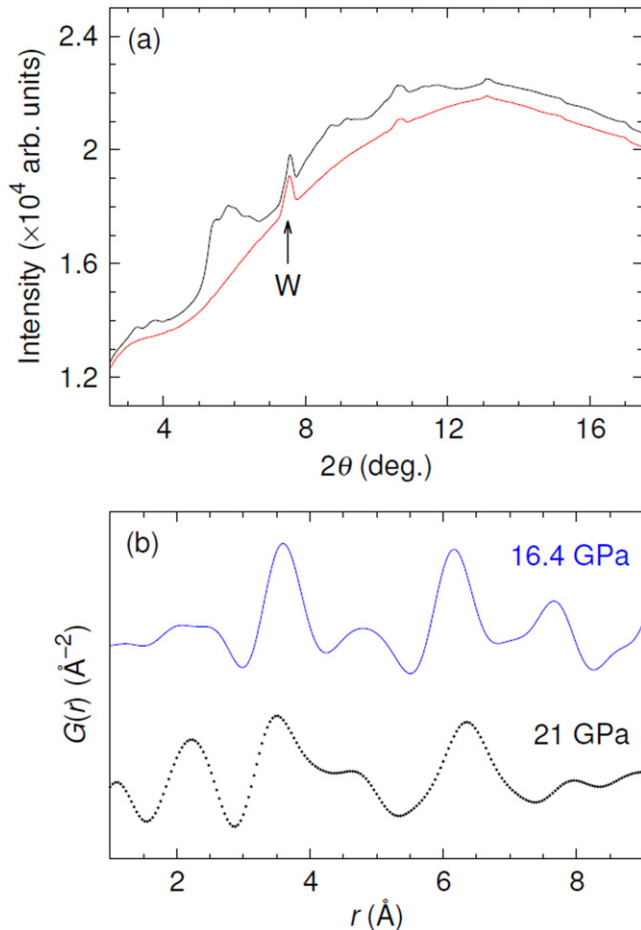 (a)
2.4
2
1.6
1.2
Intensity (×10⁴ arb. units)
W
4 8 12 16
2θ (deg.)
(b)
16.4 GPa
21 GPa
G(r) (Å⁻²)
2 4 6 8
r (Å)